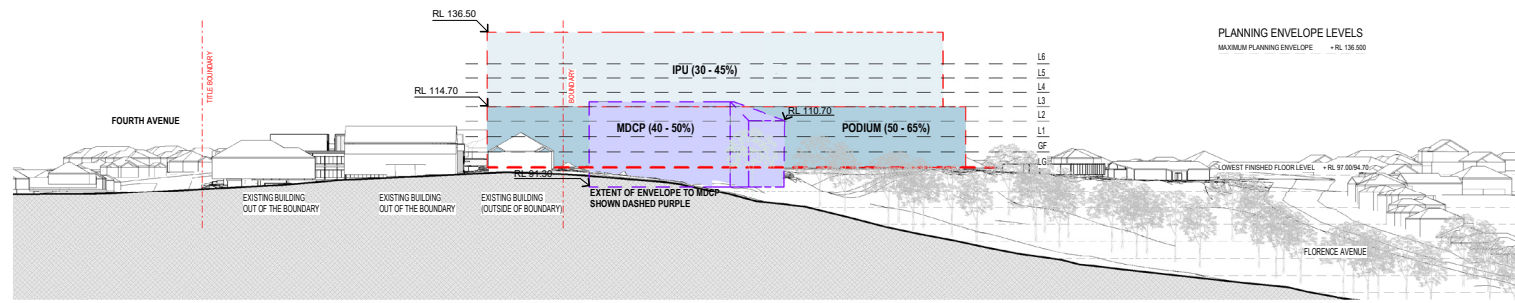 RL 136.50
PLANNING ENVELOPE LEVELS
MAXIMUM PLANNING ENVELOPE + RL 136.500
TITLE BOUNDARY
BOUNDARY
IPU (30 - 45%)
L6
L5
L4
L3
L2
L1
GF
LG
RL 114.70
RL 110.70
FOURTH AVENUE
MDCP (40 - 50%)
PODIUM (50 - 65%)
LOWEST FINISHED FLOOR LEVEL + RL 97.00/94.70
RL 91.30
EXTENT OF ENVELOPE TO MDCP
SHOWN DASHED PURPLE
EXISTING BUILDING
OUT OF THE BOUNDARY
EXISTING BUILDING
OUT OF THE BOUNDARY
EXISTING BUILDING
(OUTSIDE OF BOUNDARY)
FLORENCE AVENUE